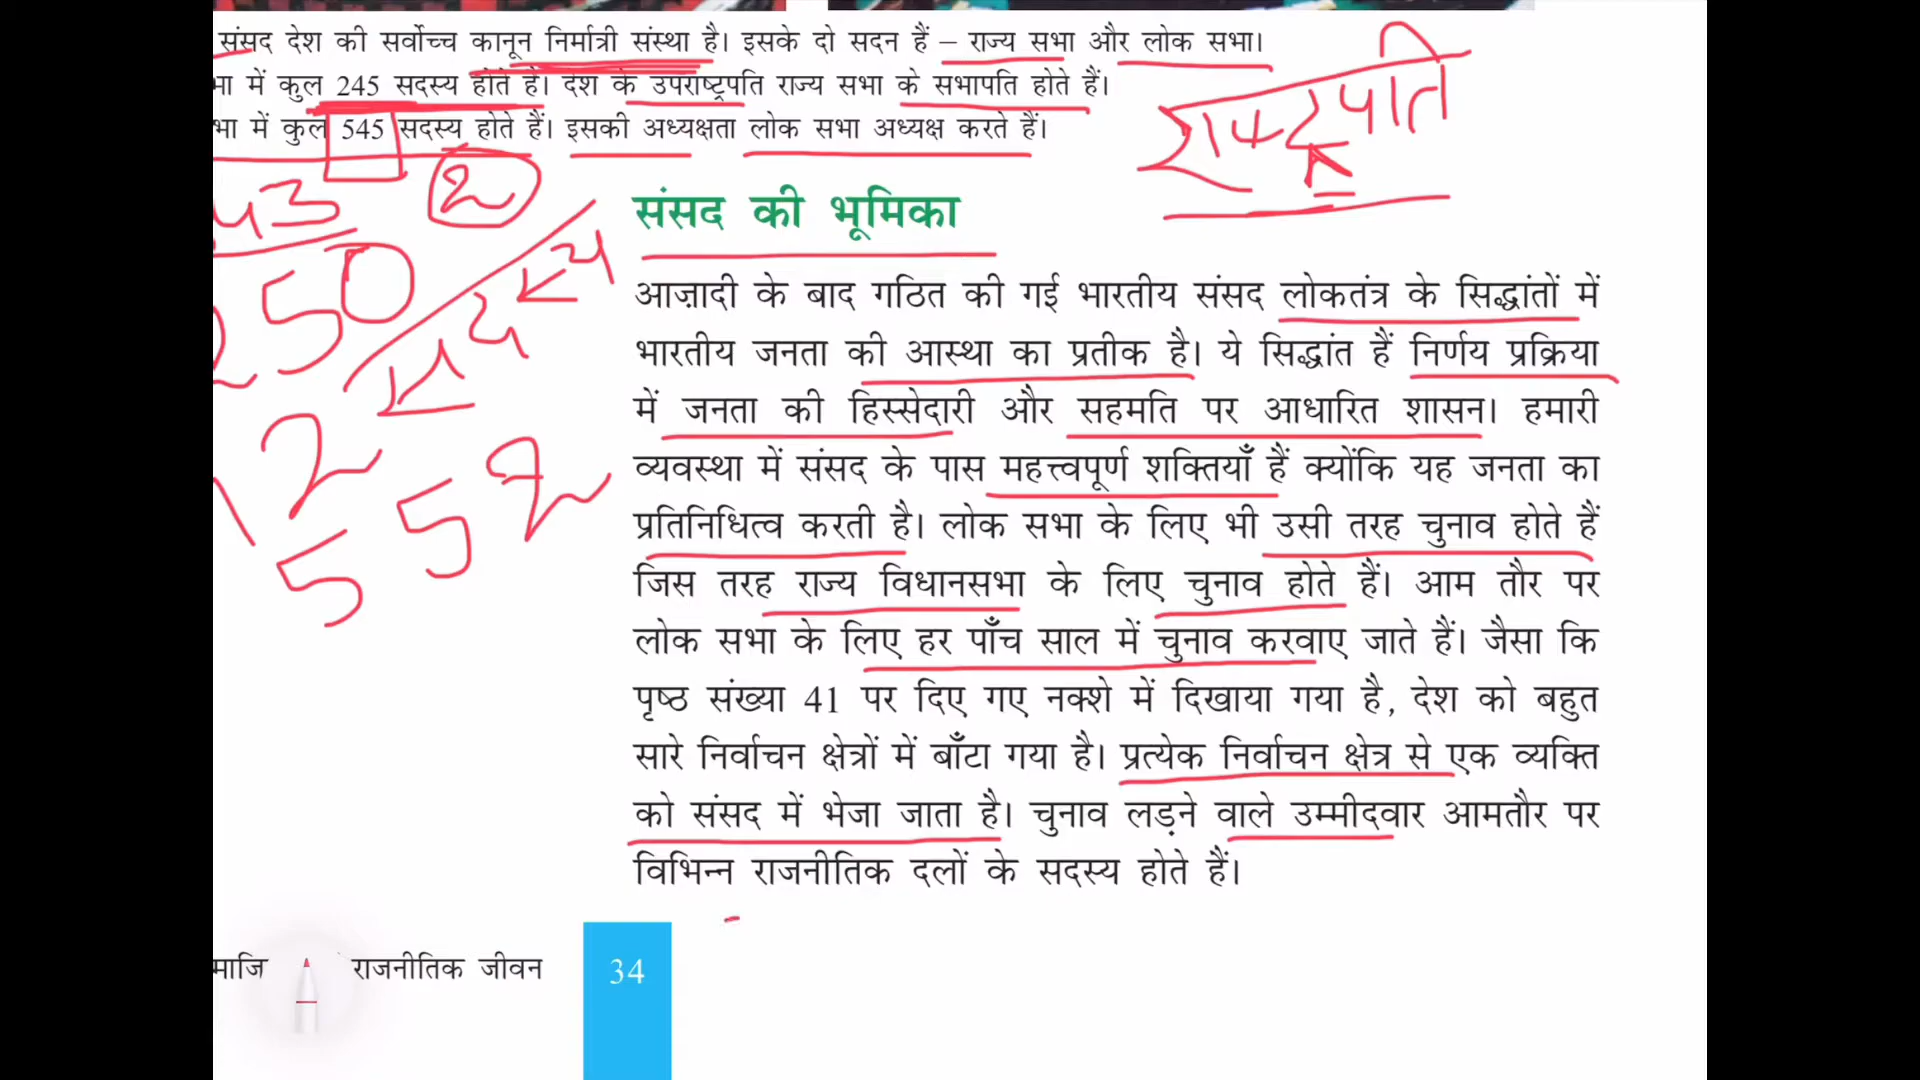 संसद देश की सर्वोच्च कानून निर्मात्री संस्था है। इसके दो सदन हैं – राज्य सभा और लोक सभा।
भा में कुल 245 सदस्य होते हैं। देश के उपराष्ट्रपति राज्य सभा के सभापति होते हैं।
भा में कुल 545 सदस्य होते हैं। इसकी अध्यक्षता लोक सभा अध्यक्ष करते हैं।
राष्ट्रपति
43
2
250
सदस्य
12
552
संसद की भूमिका
आज़ादी के बाद गठित की गई भारतीय संसद लोकतंत्र के सिद्धांतों में
भारतीय जनता की आस्था का प्रतीक है। ये सिद्धांत हैं निर्णय प्रक्रिया
में जनता की हिस्सेदारी और सहमति पर आधारित शासन। हमारी
व्यवस्था में संसद के पास महत्त्वपूर्ण शक्तियाँ हैं क्योंकि यह जनता का
प्रतिनिधित्व करती है। लोक सभा के लिए भी उसी तरह चुनाव होते हैं
जिस तरह राज्य विधानसभा के लिए चुनाव होते हैं। आम तौर पर
लोक सभा के लिए हर पाँच साल में चुनाव करवाए जाते हैं। जैसा कि
पृष्ठ संख्या 41 पर दिए गए नक्शे में दिखाया गया है, देश को बहुत
सारे निर्वाचन क्षेत्रों में बाँटा गया है। प्रत्येक निर्वाचन क्षेत्र से एक व्यक्ति
को संसद में भेजा जाता है। चुनाव लड़ने वाले उम्मीदवार आमतौर पर
विभिन्न राजनीतिक दलों के सदस्य होते हैं।
माजि राजनीतिक जीवन
34